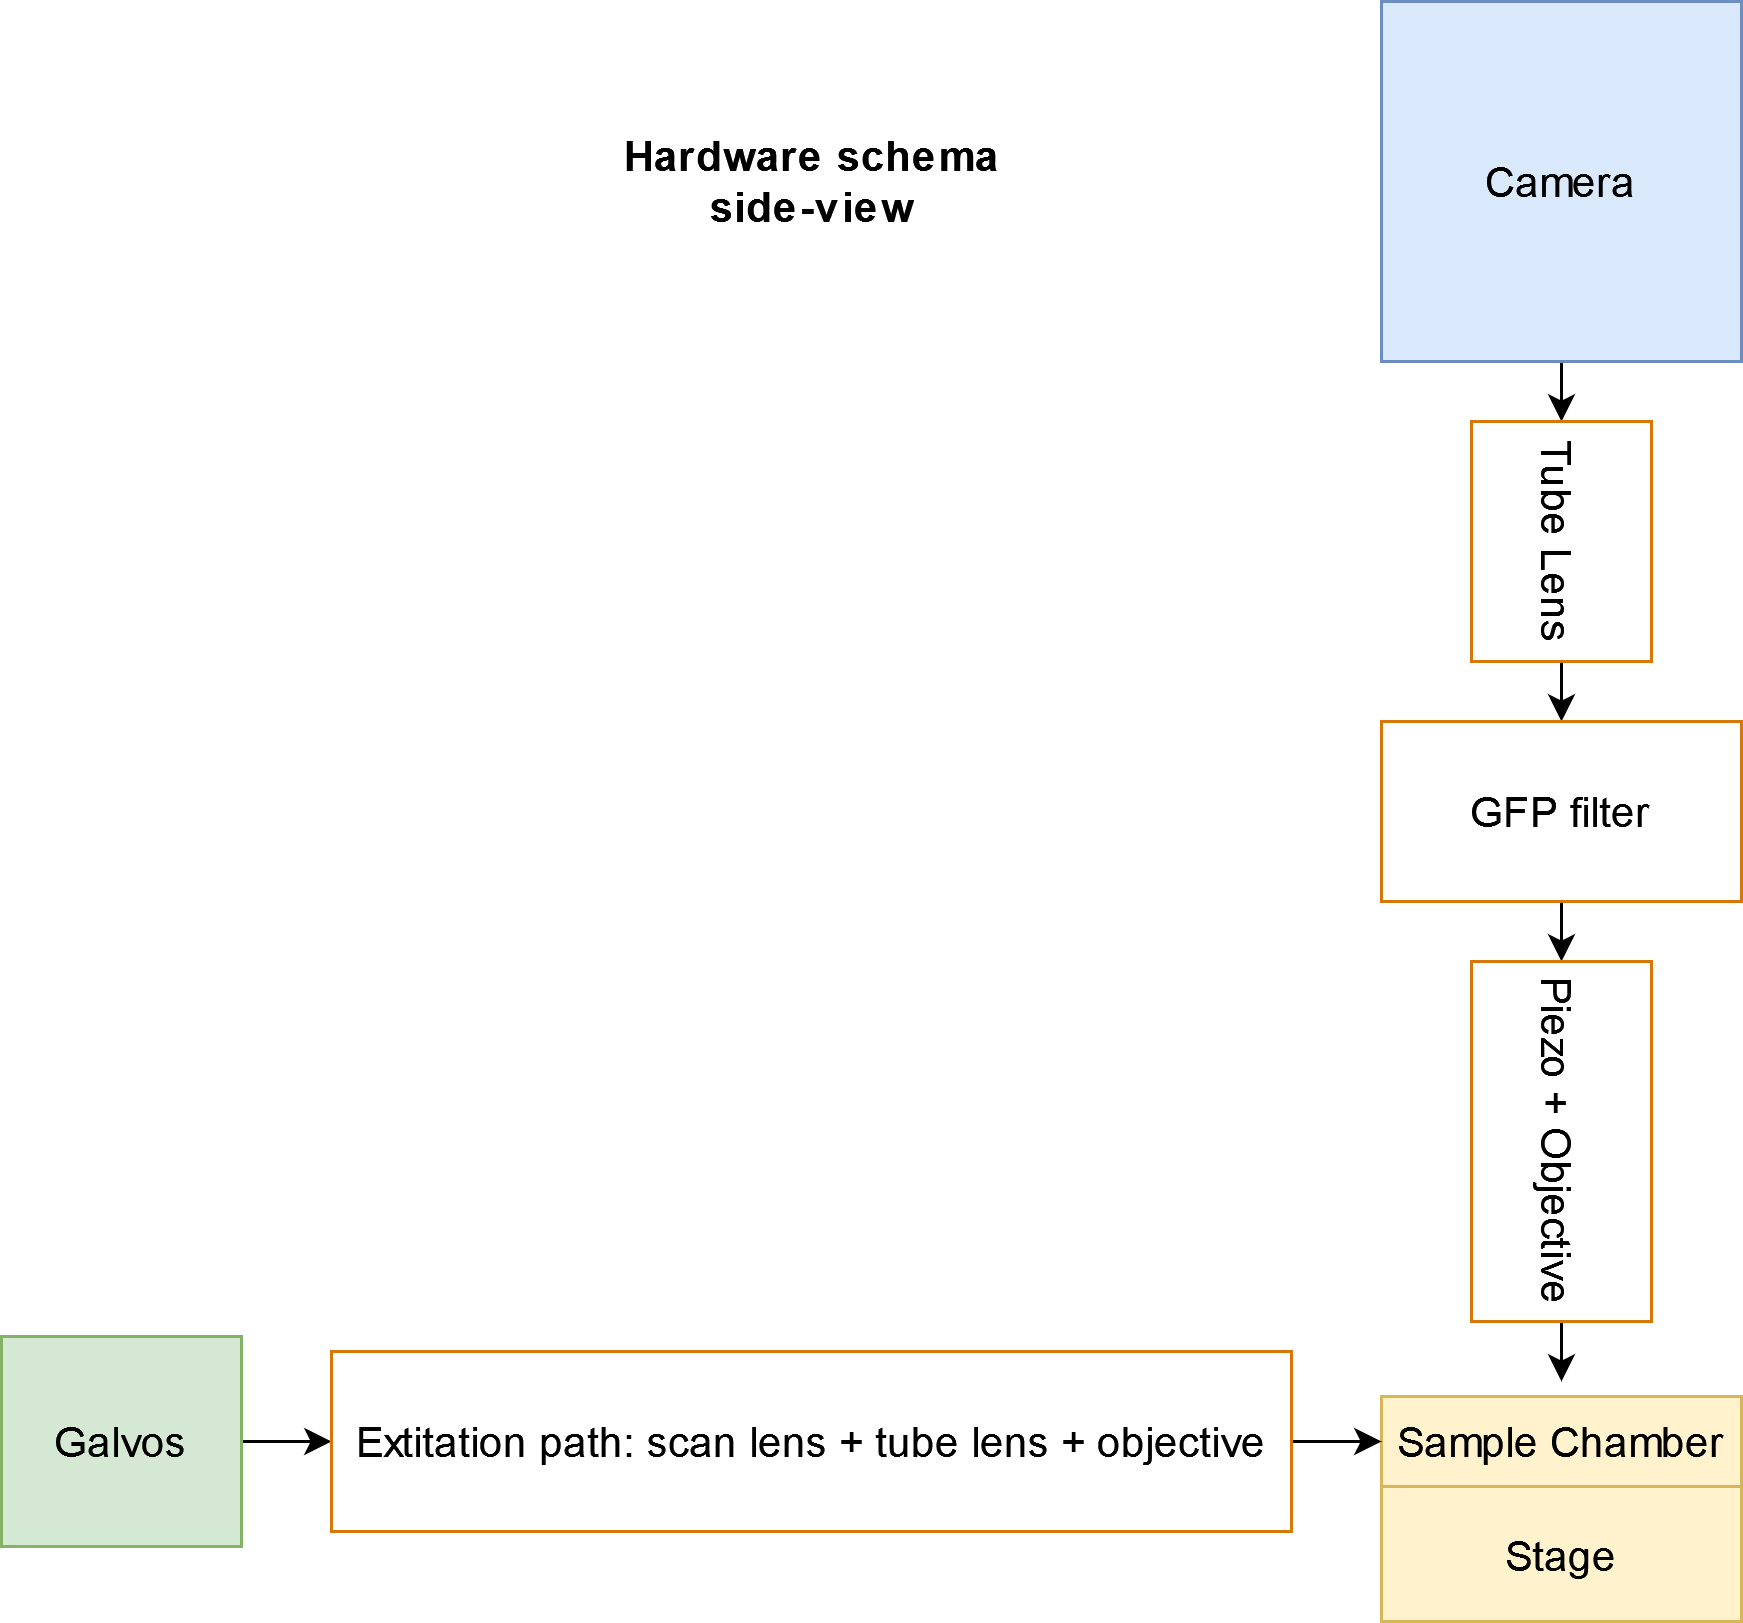 Hardware schema
side-view
Camera
Tube Lens
GFP filter
Piezo + Objective
Galvos
Extitation path: scan lens + tube lens + objective
Sample Chamber
Stage